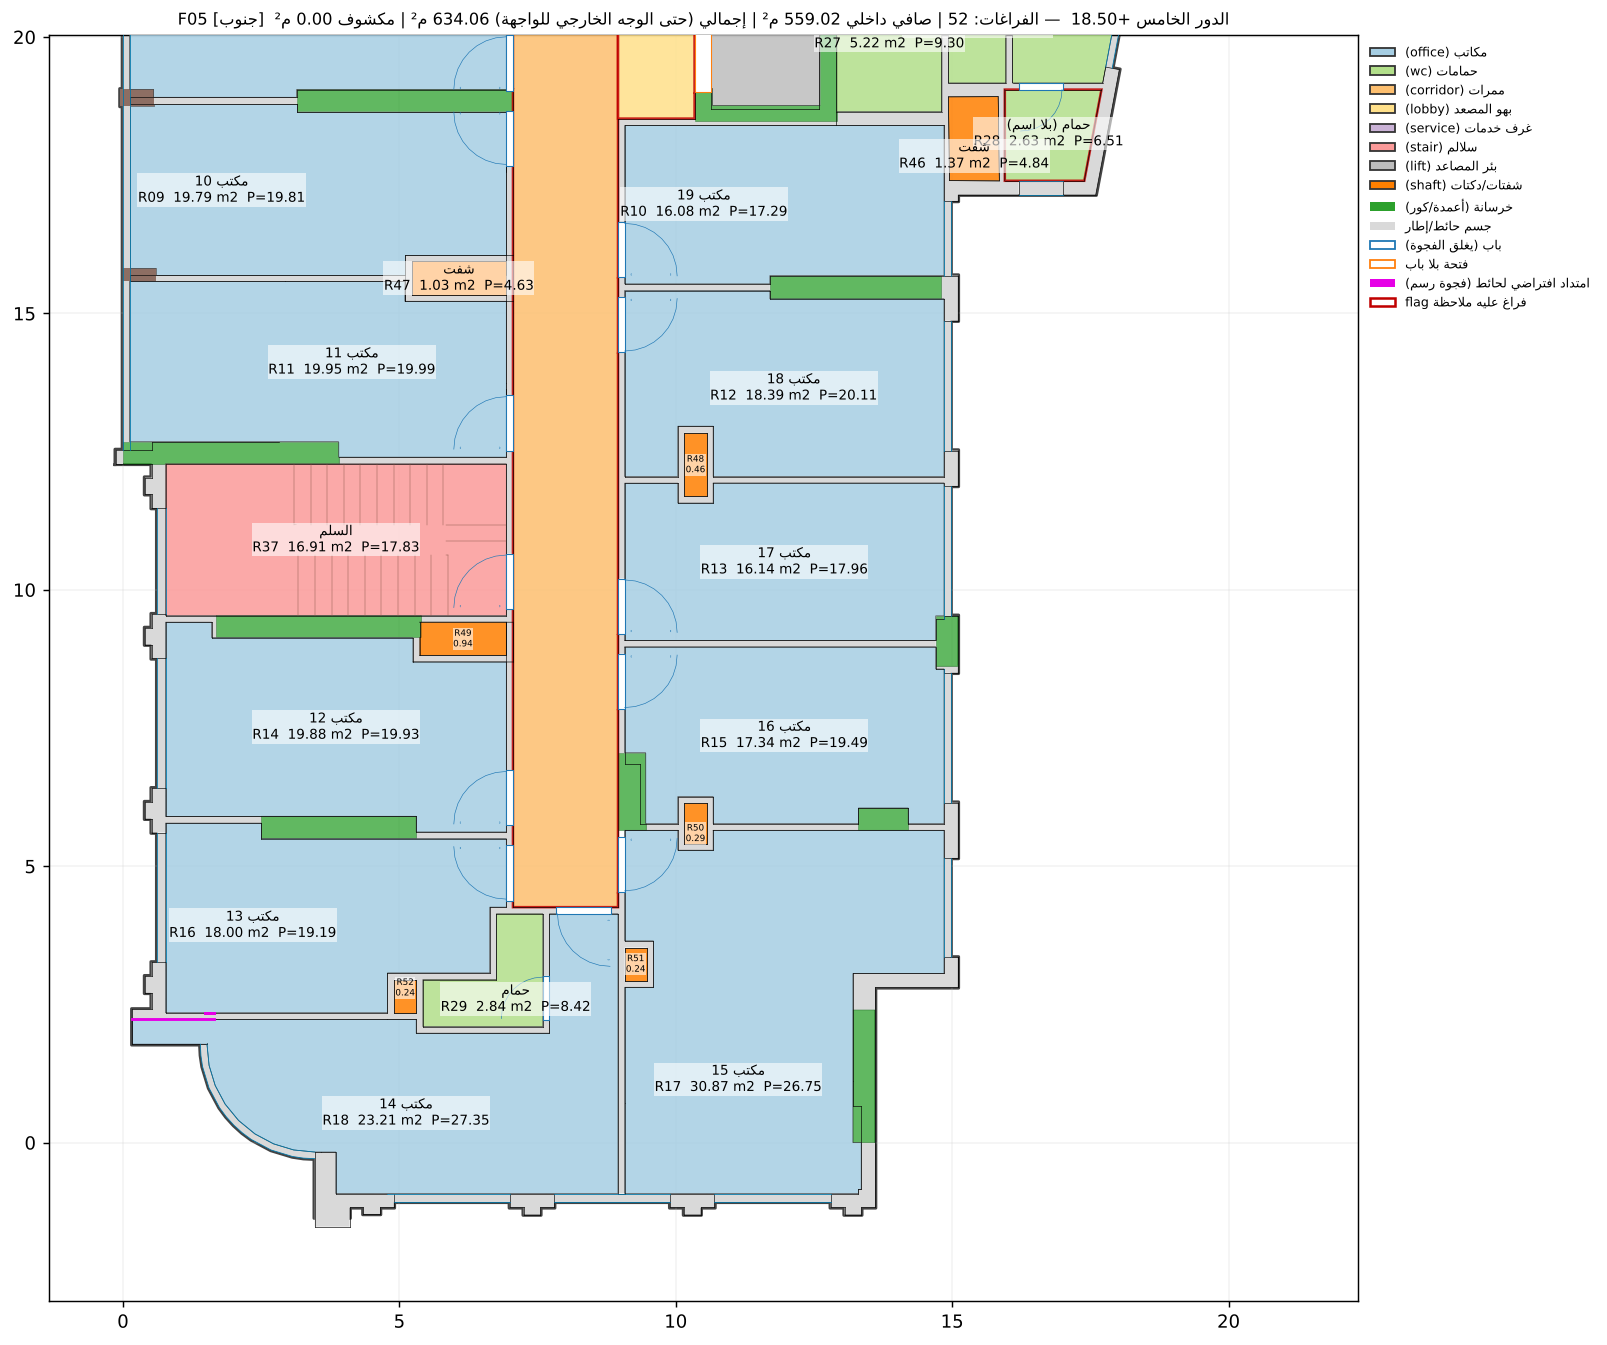 الدور الخامس +18.50 — الفراغات: 52 | صافي داخلي 559.02 م² | إجمالي (حتى الوجه الخارجي للواجهة) 634.06 م² | مكشوف 0.00 م² [جنوب] F05
20
15
10
5
0
0
5
10
15
20
R27 5.22 m2 P=9.30
حمام (بلا اسم)
R28 2.63 m2 P=6.51
شفت
R46 1.37 m2 P=4.84
مكتب 10
R09 19.79 m2 P=19.81
مكتب 19
R10 16.08 m2 P=17.29
شفت
R47 1.03 m2 P=4.63
مكتب 11
R11 19.95 m2 P=19.99
مكتب 18
R12 18.39 m2 P=20.11
R48
0.46
السلم
R37 16.91 m2 P=17.83
مكتب 17
R13 16.14 m2 P=17.96
R49
0.94
مكتب 12
R14 19.88 m2 P=19.93
مكتب 16
R15 17.34 m2 P=19.49
R50
0.29
مكتب 13
R16 18.00 m2 P=19.19
R51
0.24
R52
0.24
حمام
R29 2.84 m2 P=8.42
مكتب 15
R17 30.87 m2 P=26.75
مكتب 14
R18 23.21 m2 P=27.35
مكاتب (office)
حمامات (wc)
ممرات (corridor)
بهو المصعد (lobby)
غرف خدمات (service)
سلالم (stair)
بئر المصاعد (lift)
شفتات/دكتات (shaft)
خرسانة (أعمدة/كور)
جسم حائط/إطار
باب (يغلق الفجوة)
فتحة بلا باب
امتداد افتراضي لحائط (فجوة رسم)
فراغ عليه ملاحظة flag